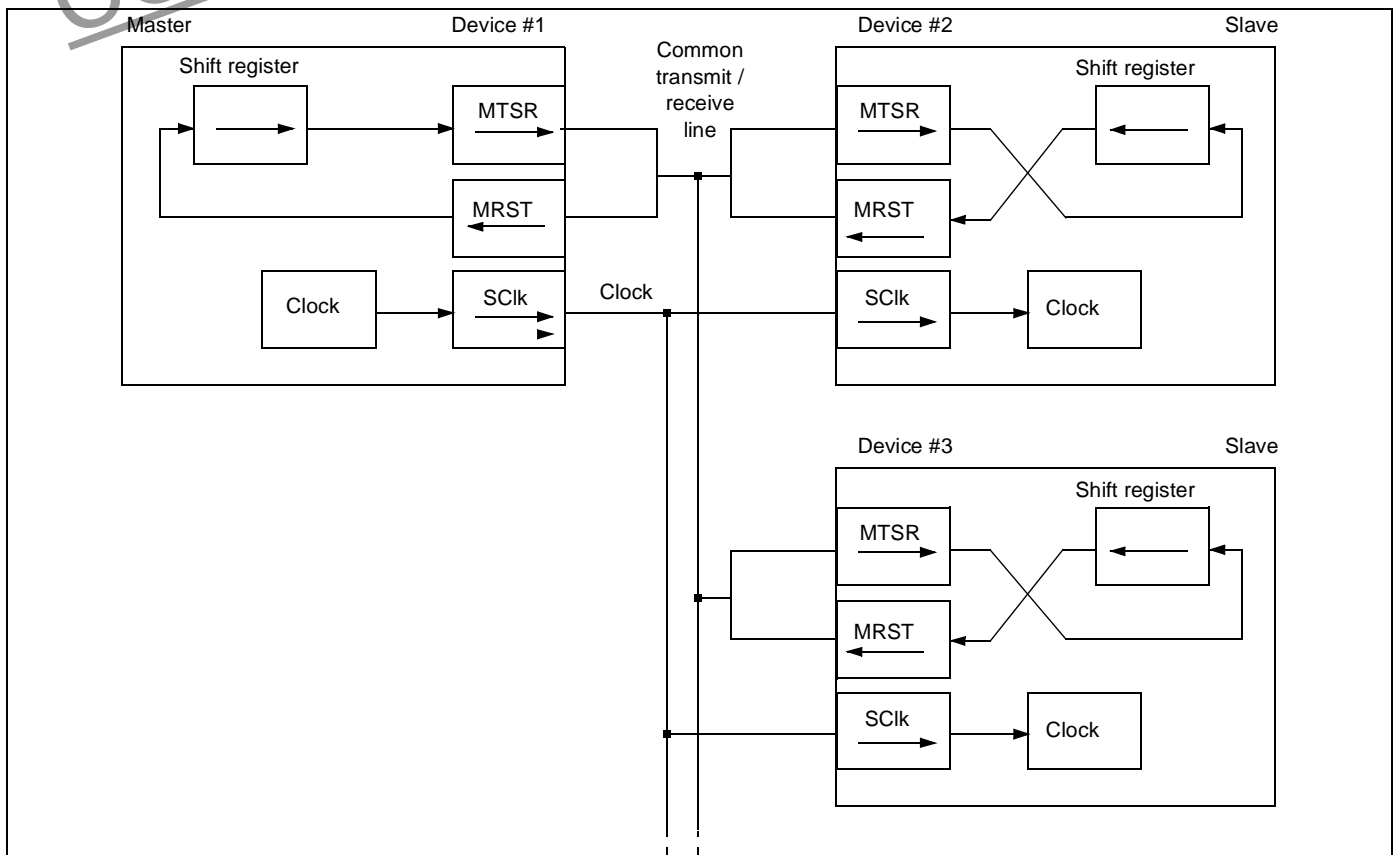 Master
Device #1
Shift register
MTSR
MRST
Clock
SClk
Common
transmit /
receive
line
Clock
Device #2
Slave
Shift register
MTSR
MRST
SClk
Clock
Device #3
Slave
Shift register
MTSR
MRST
SClk
Clock